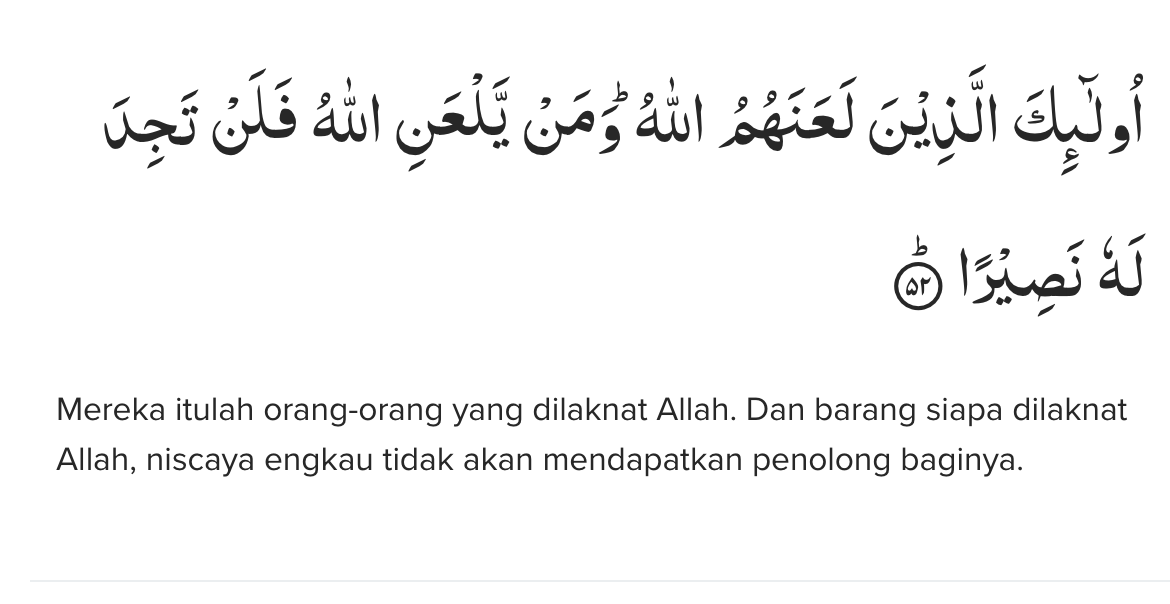 اُولٰۤىِٕكَ الَّذِيْنَ لَعَنَهُمُ اللّٰهُ ۗوَمَنْ يَّلْعَنِ اللّٰهُ فَلَنْ تَجِدَ
لَهٗ نَصِيْرًا ۗ ۵۲
Mereka itulah orang-orang yang dilaknat Allah. Dan barang siapa dilaknat
Allah, niscaya engkau tidak akan mendapatkan penolong baginya.